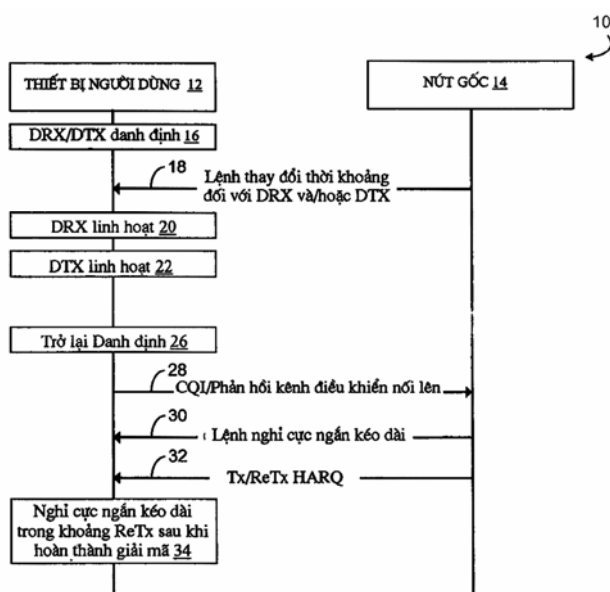 10
THIẾT BỊ NGƯỜI DÙNG 12
NÚT GỐC 14
DRX/DTX danh định 16
18
Lệnh thay đổi thời khoảng
đối với DRX và/hoặc DTX
DRX linh hoạt 20
DTX linh hoạt 22
Trở lại Danh định 26
28
CQI/Phản hồi kênh điều khiển nối lên
30
Lệnh nghỉ cực ngắn kéo dài
32
Tx/ReTx HARQ
Nghỉ cực ngắn kéo dài
trong khoảng ReTx sau khi
hoàn thành giải mã 34